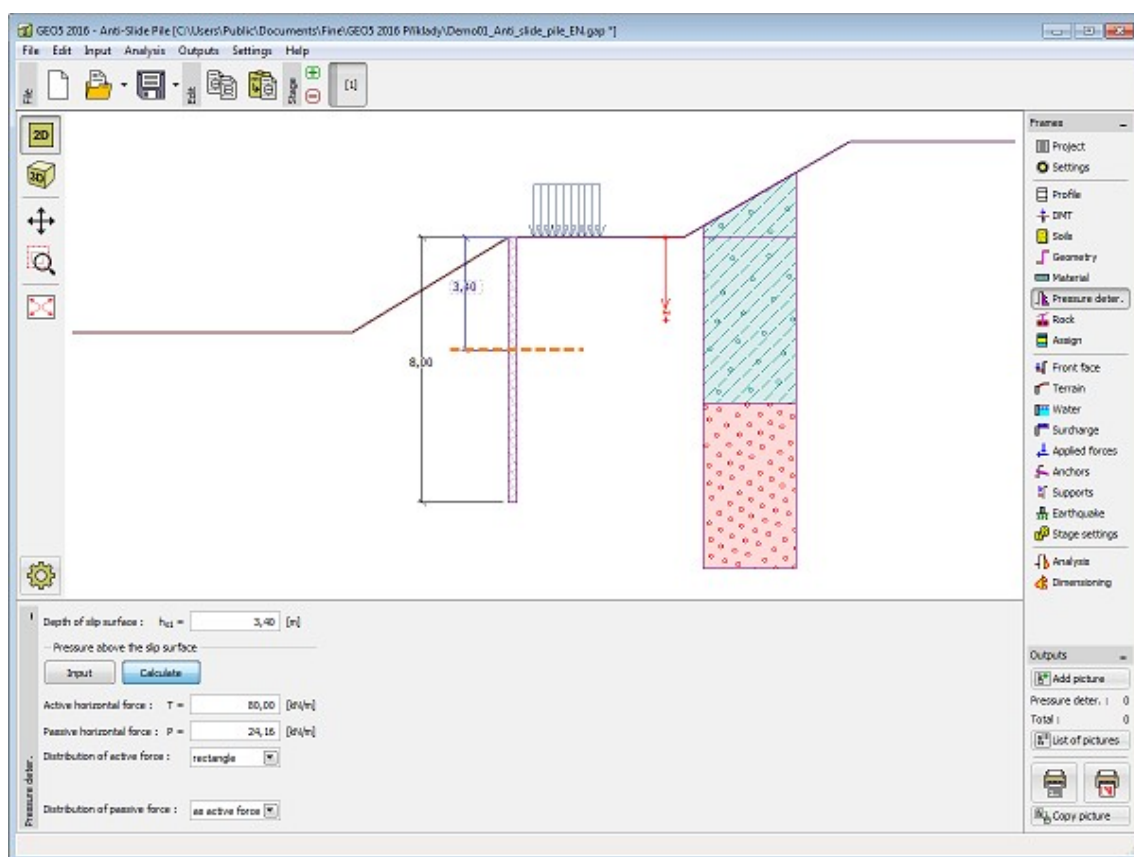 GEO5 2016 - Anti-Slide Pile [C:\Users\Public\Documents\Fine\GEO5 2016 Příklady\Demo01_Anti_slide_pile_EN.gap *]
File Edit Input Analysis Outputs Settings Help
File
Edit
Stage
[1]
2D
3D
3,40
8,00
+z
Frames
Project
Settings
Profile
DMT
Soils
Geometry
Material
Pressure deter.
Rock
Assign
Front face
Terrain
Water
Surcharge
Applied forces
Anchors
Supports
Earthquake
Stage settings
Analysis
Dimensioning
Outputs
Add picture
Pressure deter. : 0
Total : 0
List of pictures
Copy picture
Pressure deter.
Depth of slip surface : hs1 = 3,40 [m]
Pressure above the slip surface
Input Calculate
Active horizontal force : T = 80,00 [kN/m]
Passive horizontal force : P = 24,16 [kN/m]
Distribution of active force : rectangle
Distribution of passive force : as active force